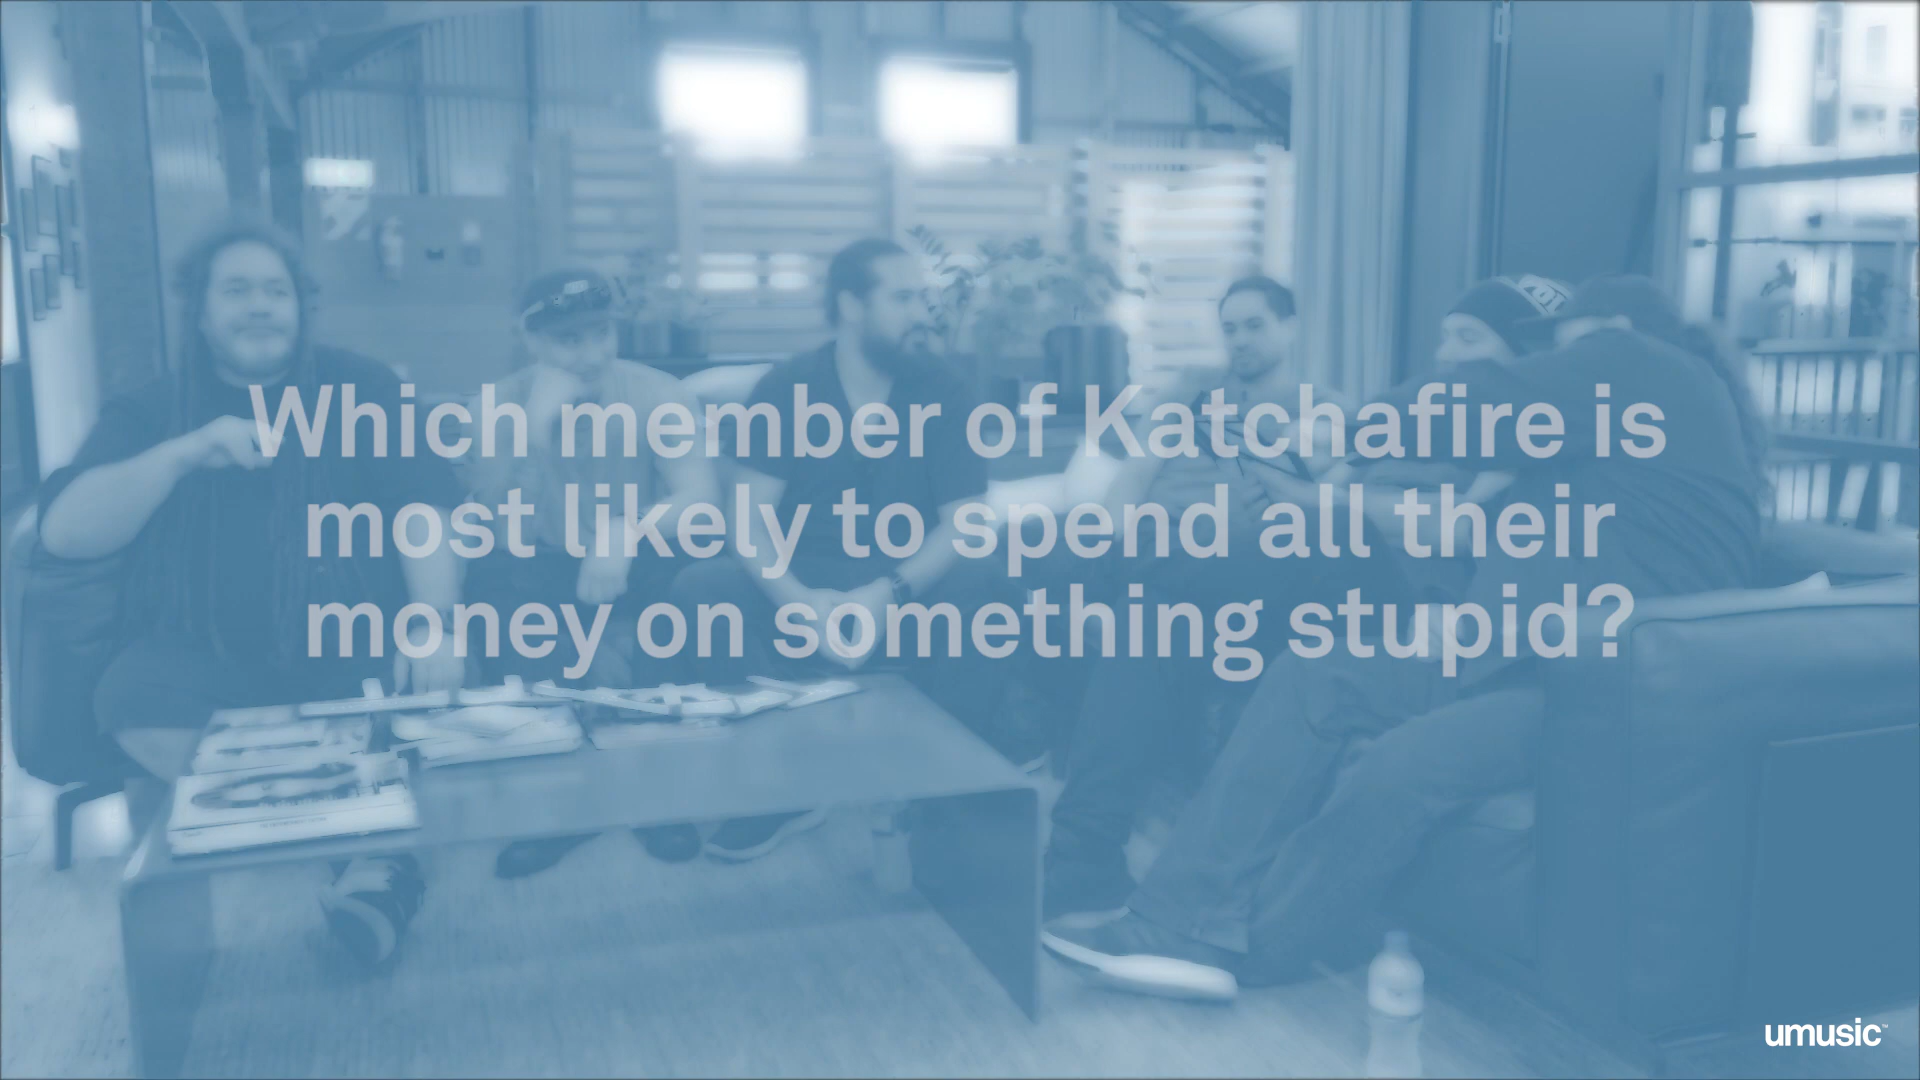 Which member of Katchafire is
most likely to spend all their
money on something stupid?
umusic